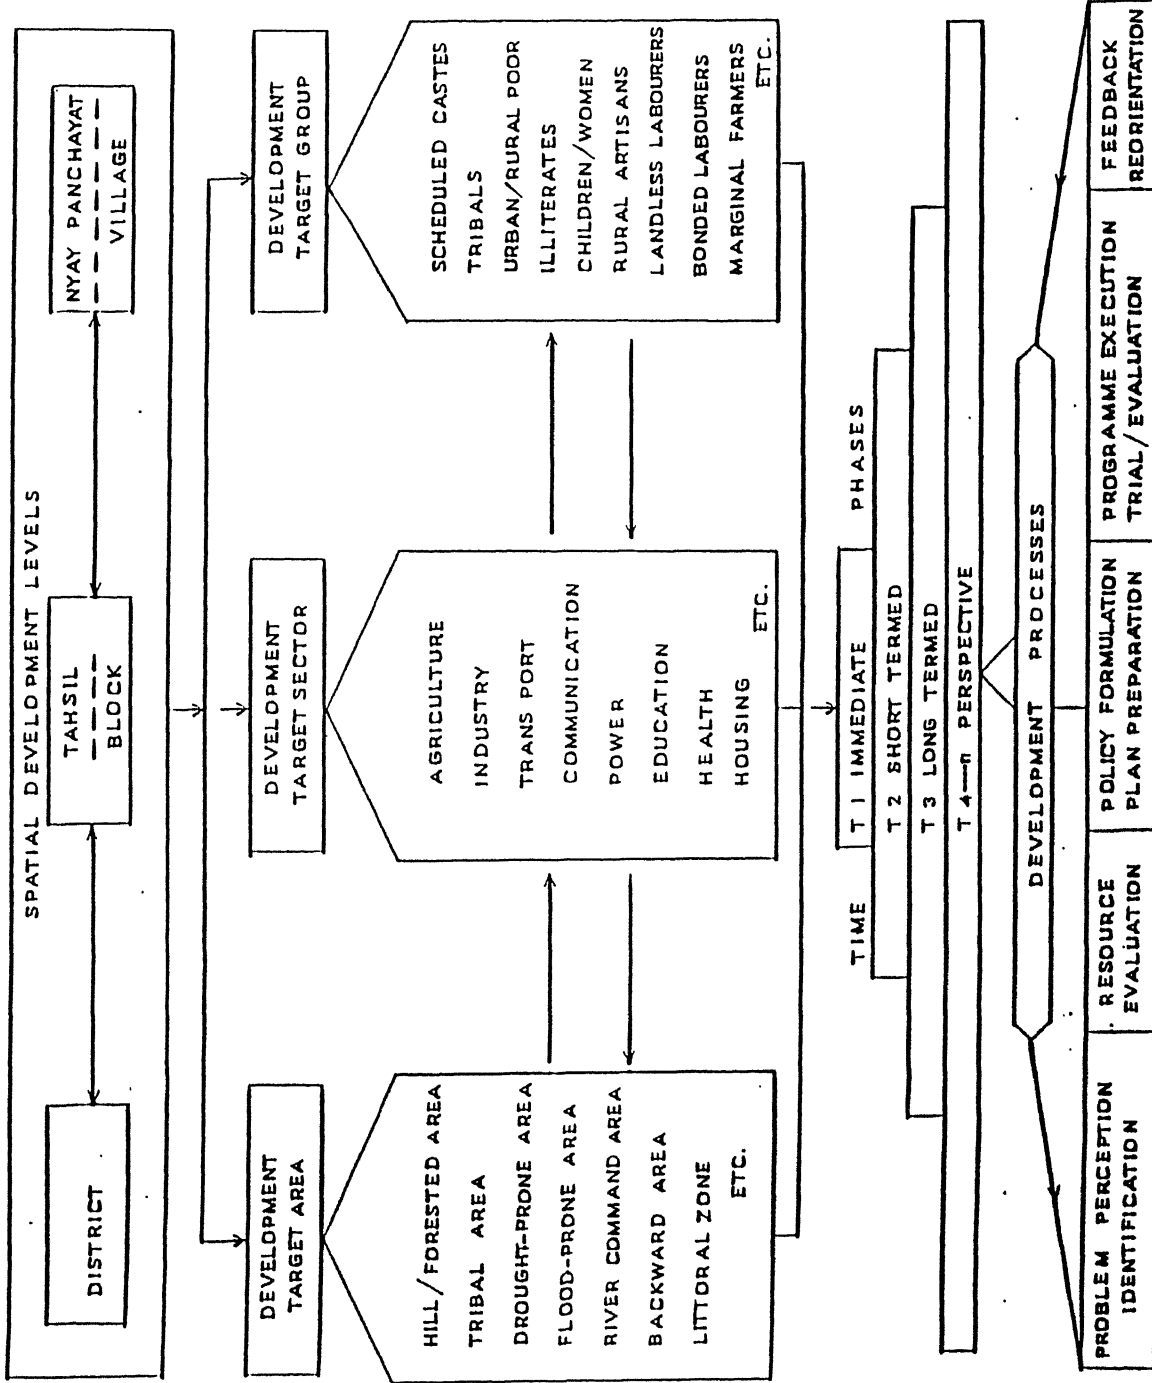 SPATIAL DEVELOPMENT LEVELS
DISTRICT
TAHSIL
BLOCK
NYAY PANCHAYAT
VILLAGE
DEVELOPMENT
TARGET AREA
DEVELOPMENT
TARGET SECTOR
DEVELOPMENT
TARGET GROUP
HILL/FORESTED AREA
TRIBAL AREA
DROUGHT-PRONE AREA
FLOOD-PRONE AREA
RIVER COMMAND AREA
BACKWARD AREA
LITTORAL ZONE
ETC.
AGRICULTURE
INDUSTRY
TRANS PORT
COMMUNICATION
POWER
EDUCATION
HEALTH
HOUSING
ETC.
SCHEDULED CASTES
TRIBALS
URBAN/RURAL POOR
ILLITERATES
CHILDREN/WOMEN
RURAL ARTISANS
LANDLESS LABOURERS
BONDED LABOURERS
MARGINAL FARMERS
ETC.
TIME PHASES
T 1 IMMEDIATE
T 2 SHORT TERMED
T 3 LONG TERMED
T 4--n PERSPECTIVE
DEVELOPMENT PROCESSES
PROBLEM PERCEPTION
IDENTIFICATION
RESOURCE
EVALUATION
POLICY FORMULATION
PLAN PREPARATION
PROGRAMME EXECUTION
TRIAL/EVALUATION
FEEDBACK
REORIENTATION